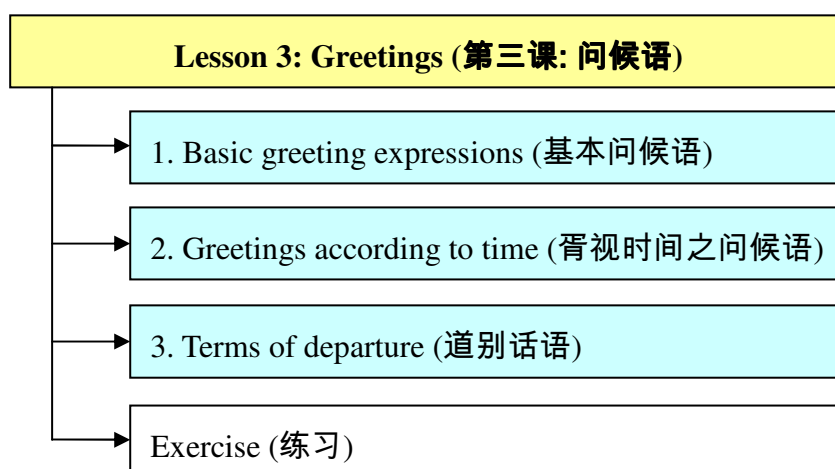 Lesson 3: Greetings (第三课: 问候语)
1. Basic greeting expressions (基本问候语)
2. Greetings according to time (胥视时间之问候语)
3. Terms of departure (道别话语)
Exercise (练习)